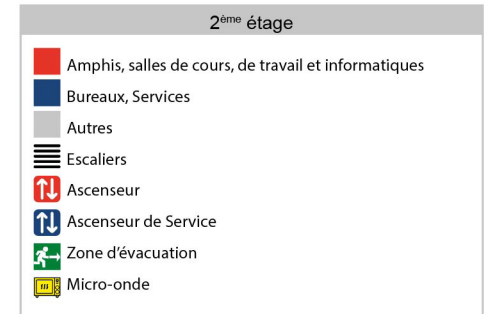 2ème étage
Amphis, salles de cours, de travail et informatiques
Bureaux, Services
Autres
Escaliers
Ascenseur
Ascenseur de Service
Zone d’évacuation
Micro-onde